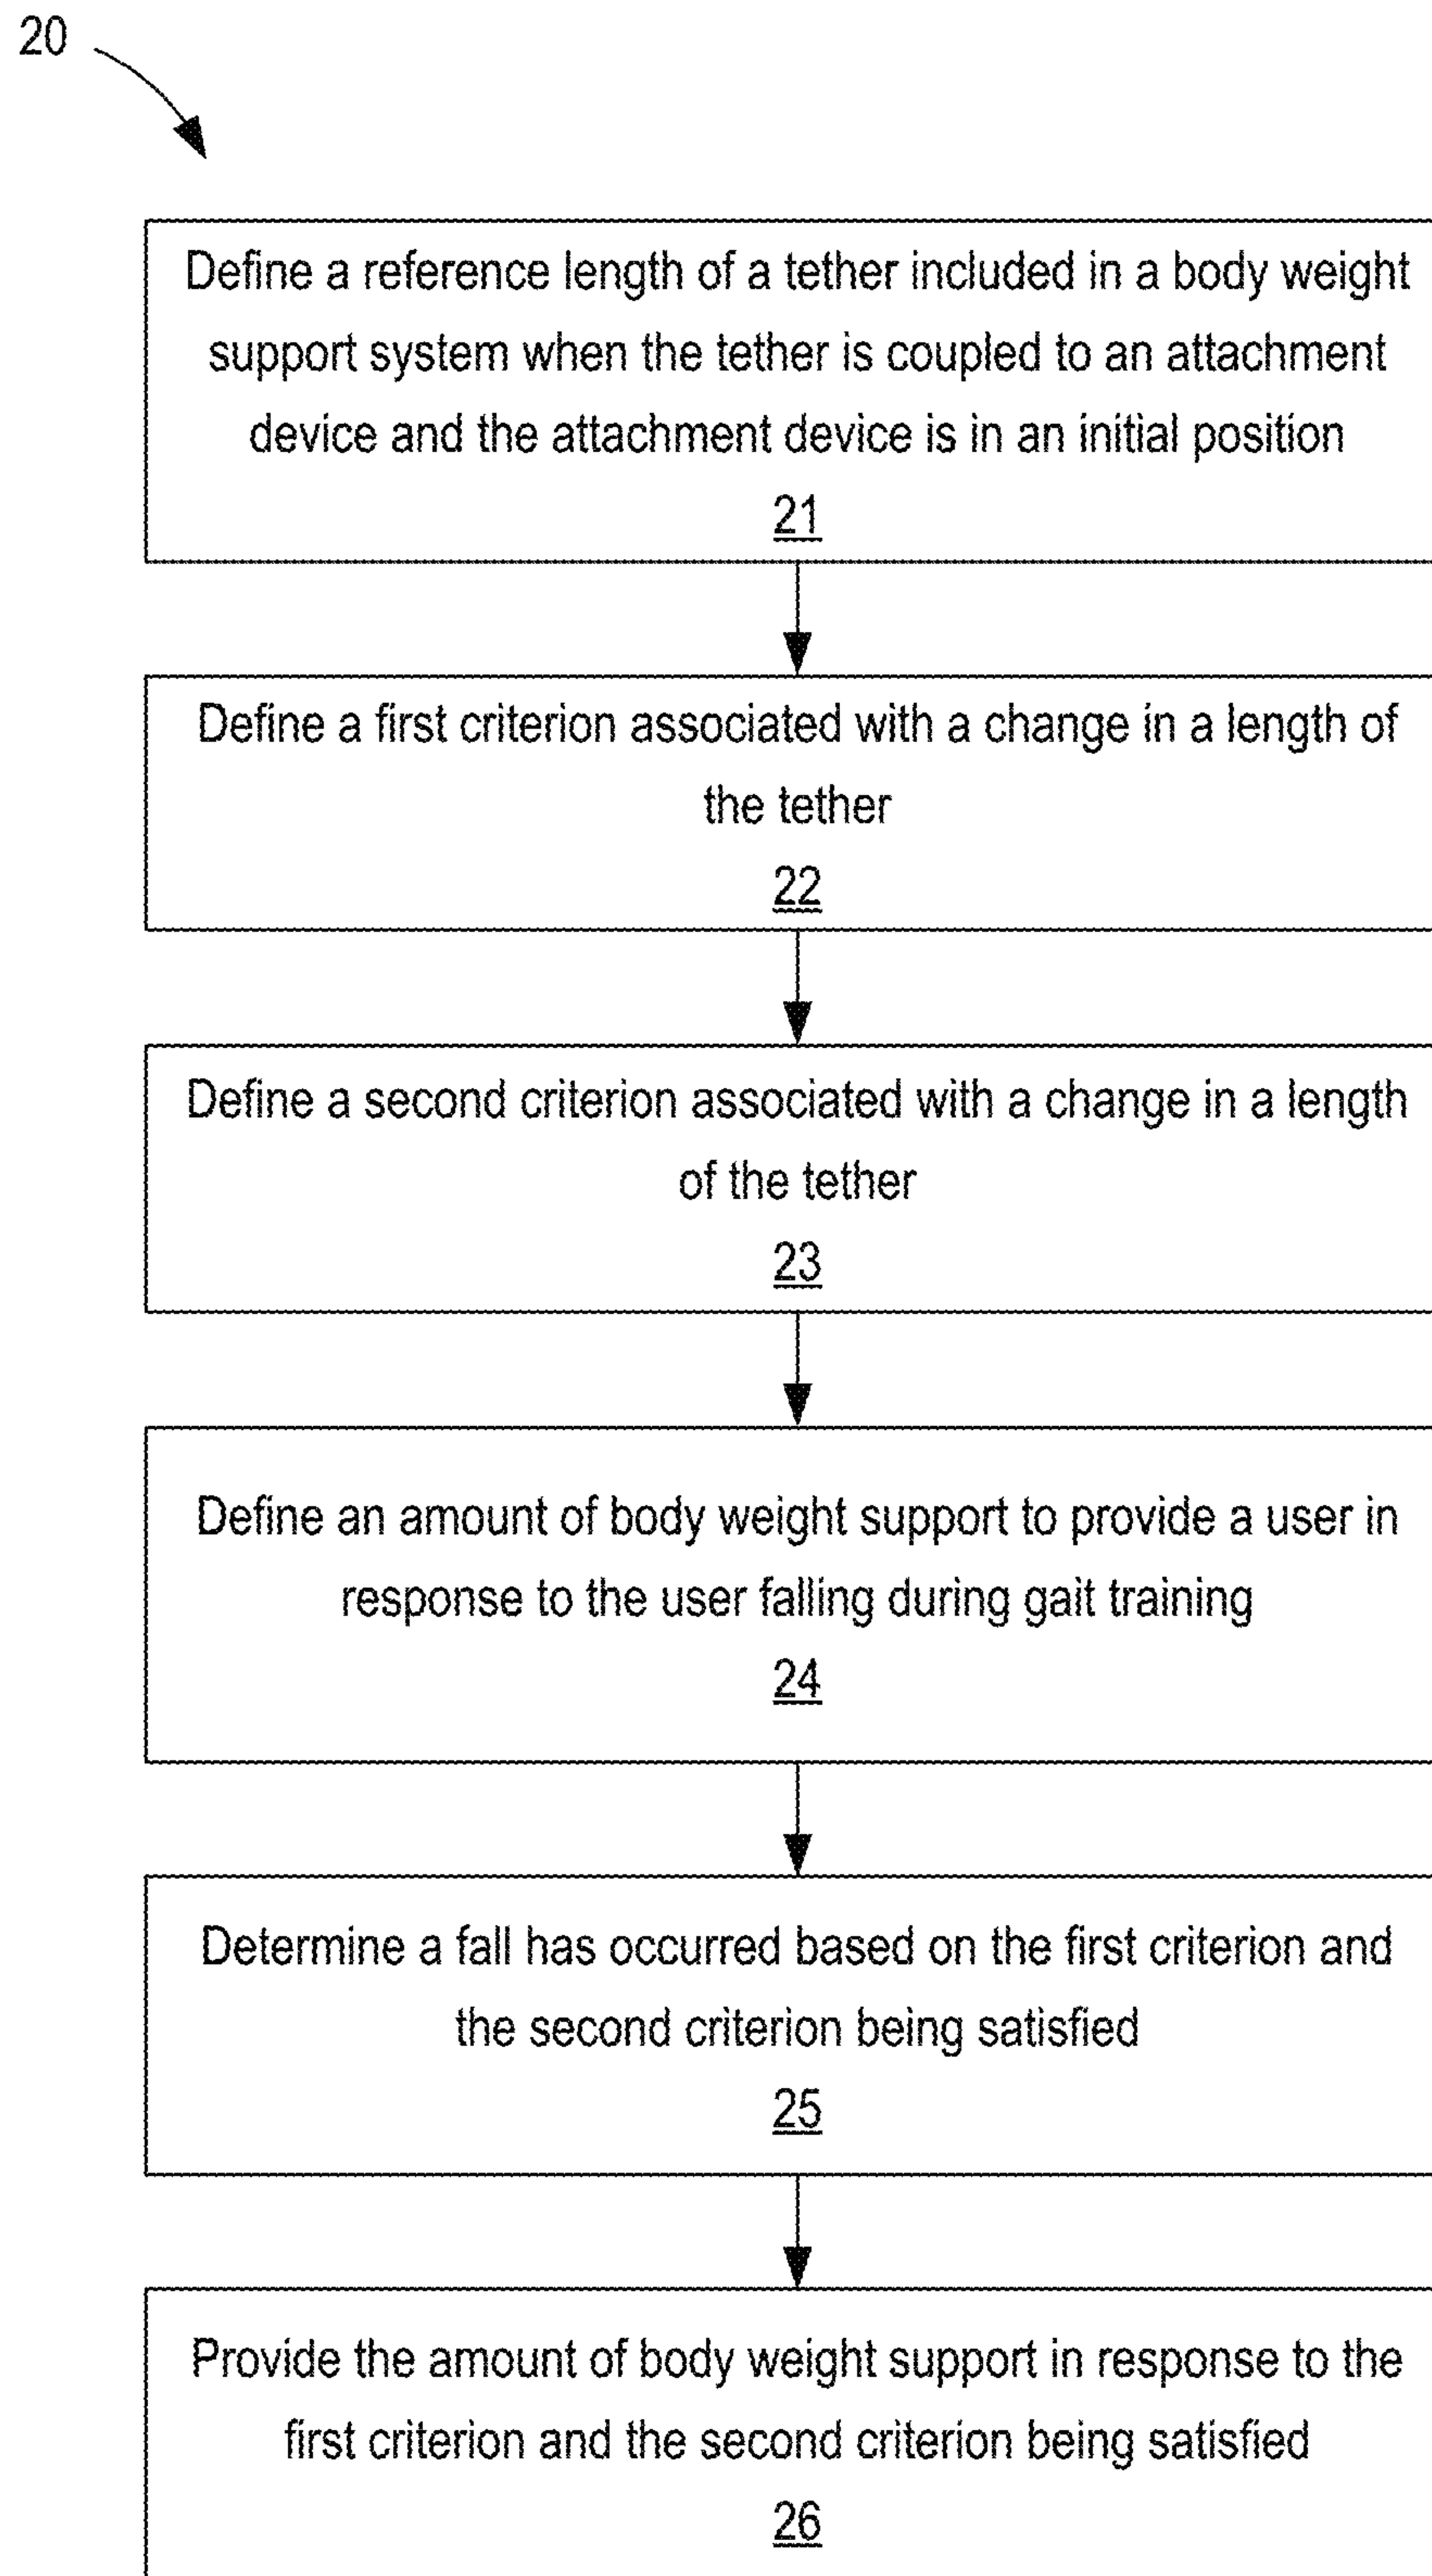 20
Define a reference length of a tether included in a body weight
support system when the tether is coupled to an attachment
device and the attachment device is in an initial position
21
Define a first criterion associated with a change in a length of
the tether
22
Define a second criterion associated with a change in a length
of the tether
23
Define an amount of body weight support to provide a user in
response to the user falling during gait training
24
Determine a fall has occurred based on the first criterion and
the second criterion being satisfied
25
Provide the amount of body weight support in response to the
first criterion and the second criterion being satisfied
26